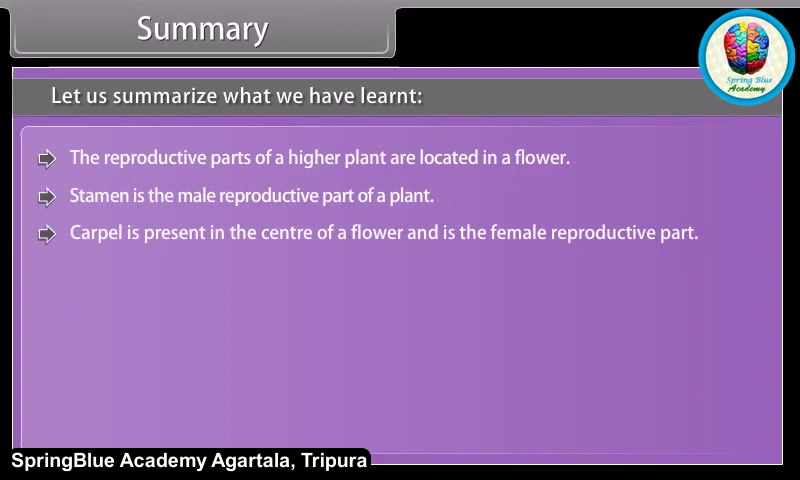 Summary
Spring Blue
Academy
Let us summarize what we have learnt:
The reproductive parts of a higher plant are located in a flower.
Stamen is the male reproductive part of a plant.
Carpel is present in the centre of a flower and is the female reproductive part.
SpringBlue Academy Agartala, Tripura